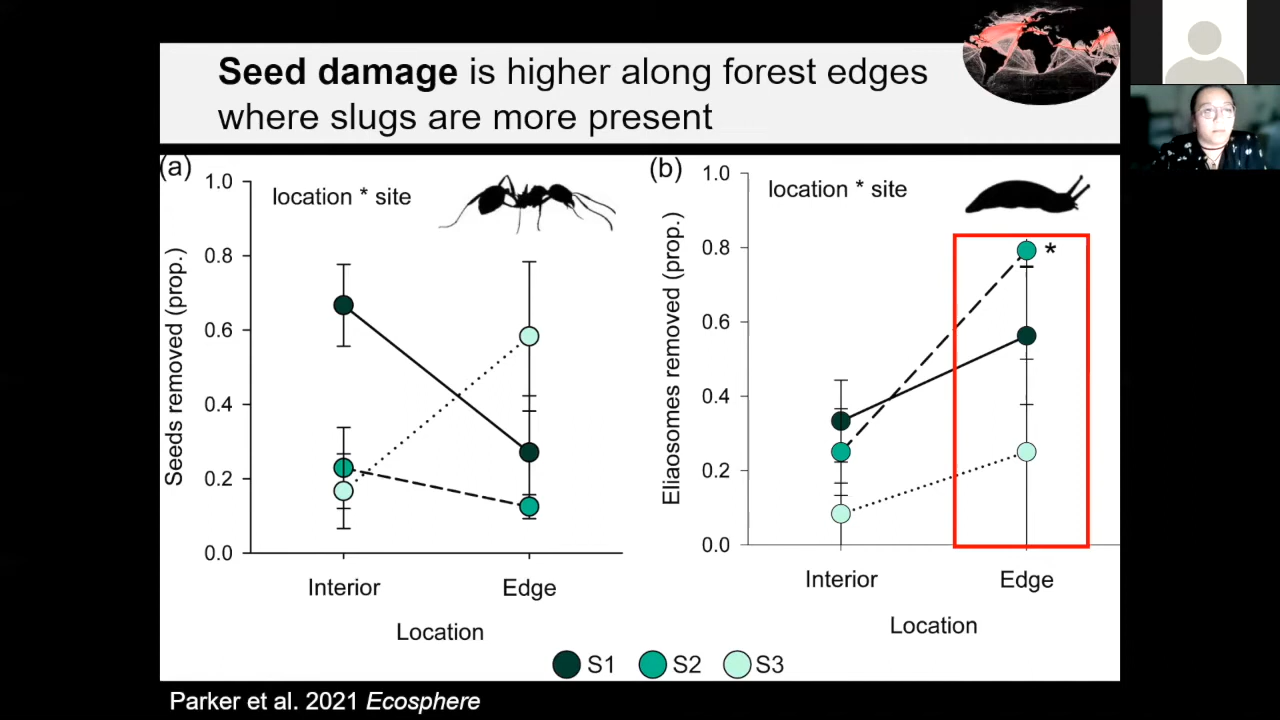 Seed damage is higher along forest edges
where slugs are more present
(a)
location * site
Seeds removed (prop.)
1.0
0.8
0.6
0.4
0.2
0.0
Interior
Edge
Location
(b)
location * site
Eliaosomes removed (prop.)
1.0
0.8
0.6
0.4
0.2
0.0
*
Interior
Edge
Location
S1 S2 S3
Parker et al. 2021 Ecosphere